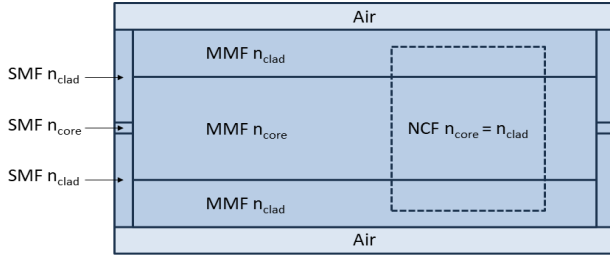 Air
MMF n_clad
SMF n_clad
SMF n_core
MMF n_core
NCF n_core = n_clad
SMF n_clad
MMF n_clad
Air